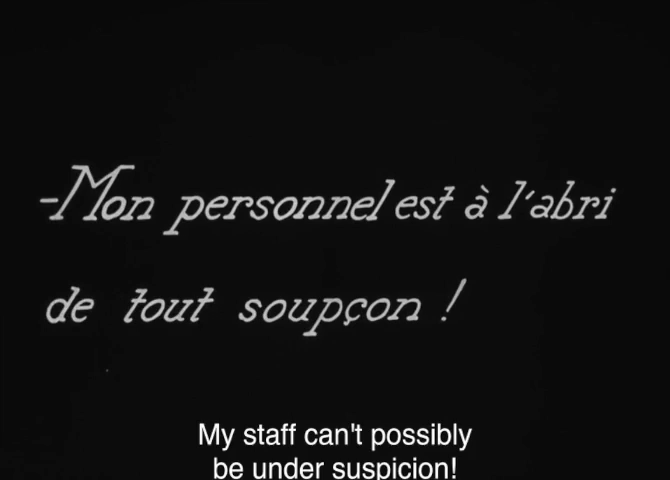 -Mon personnel est à l'abri
de tout soupçon !
My staff can't possibly
be under suspicion!